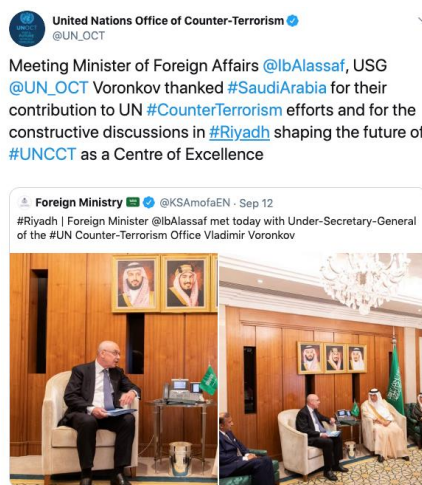 United Nations Office of Counter-Terrorism
@UN_OCT
Meeting Minister of Foreign Affairs @IbAlassaf, USG
@UN_OCT Voronkov thanked #SaudiArabia for their
contribution to UN #CounterTerrorism efforts and for the
constructive discussions in #Riyadh shaping the future of
#UNCCT as a Centre of Excellence
Foreign Ministry 🇸🇦 @KSAmofaEN · Sep 12
#Riyadh | Foreign Minister @IbAlassaf met today with Under-Secretary-General
of the #UN Counter-Terrorism Office Vladimir Voronkov